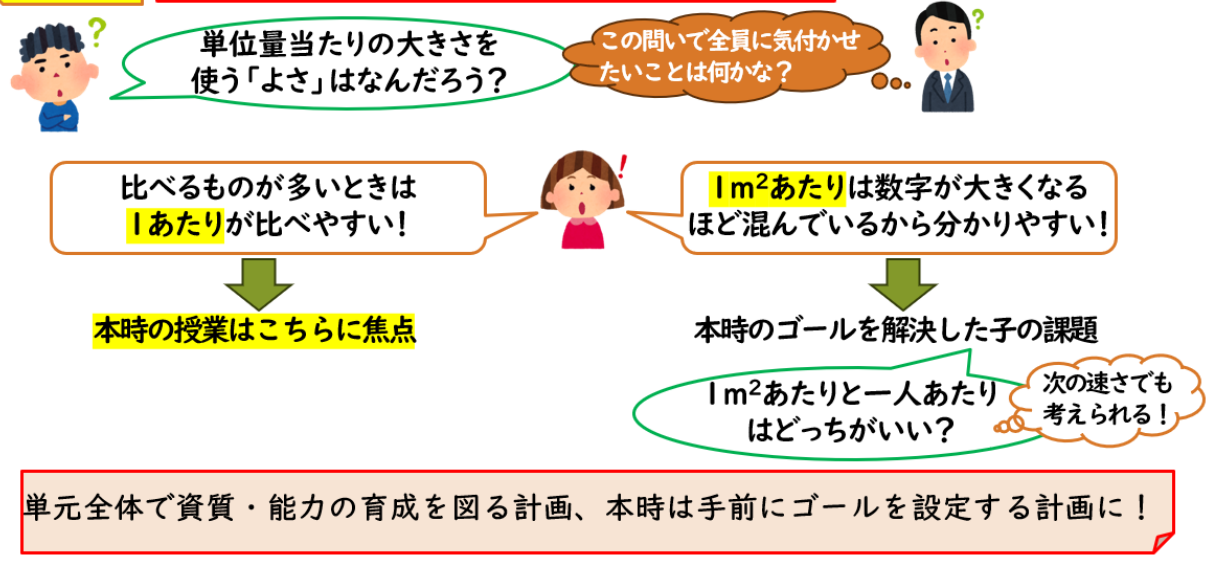 単位量当たりの大きさを
使う「よさ」はなんだろう？
この問いで全員に気付かせ
たいことは何かな？
比べるものが多いときは
１あたりが比べやすい！
１m²あたりは数字が大きくなる
ほど混んでいるから分かりやすい！
本時の授業はこちらに焦点
本時のゴールを解決した子の課題
１m²あたりと一人あたり
はどっちがいい？
次の速さでも
考えられる！
単元全体で資質・能力の育成を図る計画、本時は手前にゴールを設定する計画に！